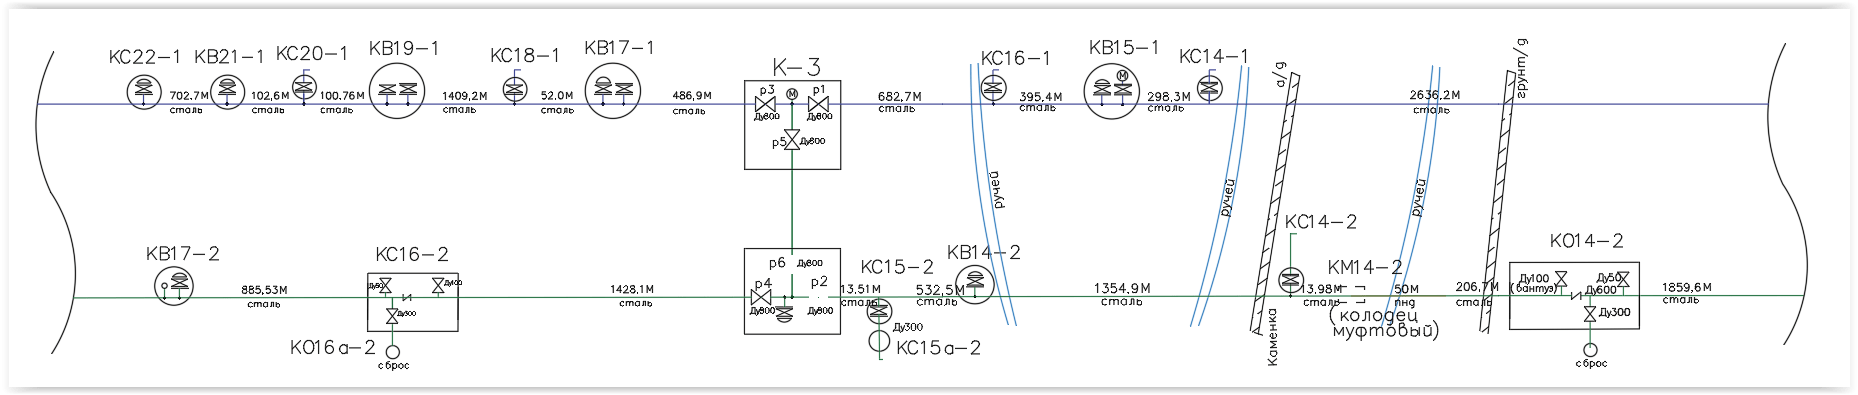 КС22-1
КВ21-1
КС20-1
КВ19-1
КС18-1
КВ17-1
К-3
КС16-1
КВ15-1
КС14-1
а/д
грунт/д
702.7м
сталь
102,6м
сталь
100.76м
сталь
1409,2м
сталь
52.0м
сталь
486,9м
сталь
р3
М
р1
Ду300
р5
Ду300
682,7м
сталь
395,4м
сталь
М
298,3м
сталь
2636,2м
сталь
ручей
ручей
ручей
КВ17-2
885,53м
сталь
КС16-2
Ду300
КО16а-2
сброс
1428,1м
сталь
р6
Ду300
р4
р2
КС15-2
13.51м
сталь
Ду300
КС15а-2
КВ14-2
532,5м
сталь
1354.9м
сталь
КС14-2
Каменка
13,98м
сталь
КМ14-2
50м
пнд
(колодец
муфтовый)
206,7м
сталь
КО14-2
Ду100
(вантуз)
Ду50
Ду600
Ду300
сброс
1859,6м
сталь